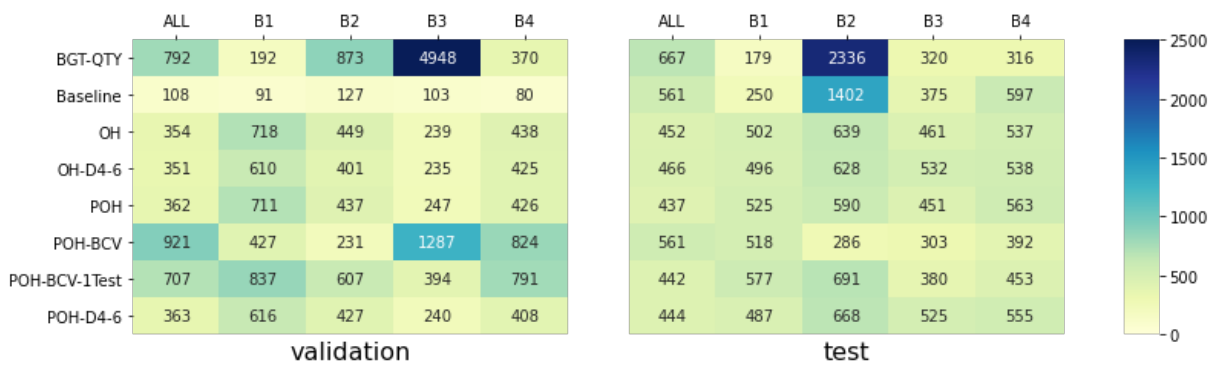 ALL B1 B2 B3 B4 ALL B1 B2 B3 B4
BGT-QTY 792 192 873 4948 370 667 179 2336 320 316 2500
Baseline 108 91 127 103 80 561 250 1402 375 597 2000
OH 354 718 449 239 438 452 502 639 461 537
OH-D4-6 351 610 401 235 425 466 496 628 532 538 1500
POH 362 711 437 247 426 437 525 590 451 563 1000
POH-BCV 921 427 231 1287 824 561 518 286 303 392
POH-BCV-1Test 707 837 607 394 791 442 577 691 380 453 500
POH-D4-6 363 616 427 240 408 444 487 668 525 555 0
validation test